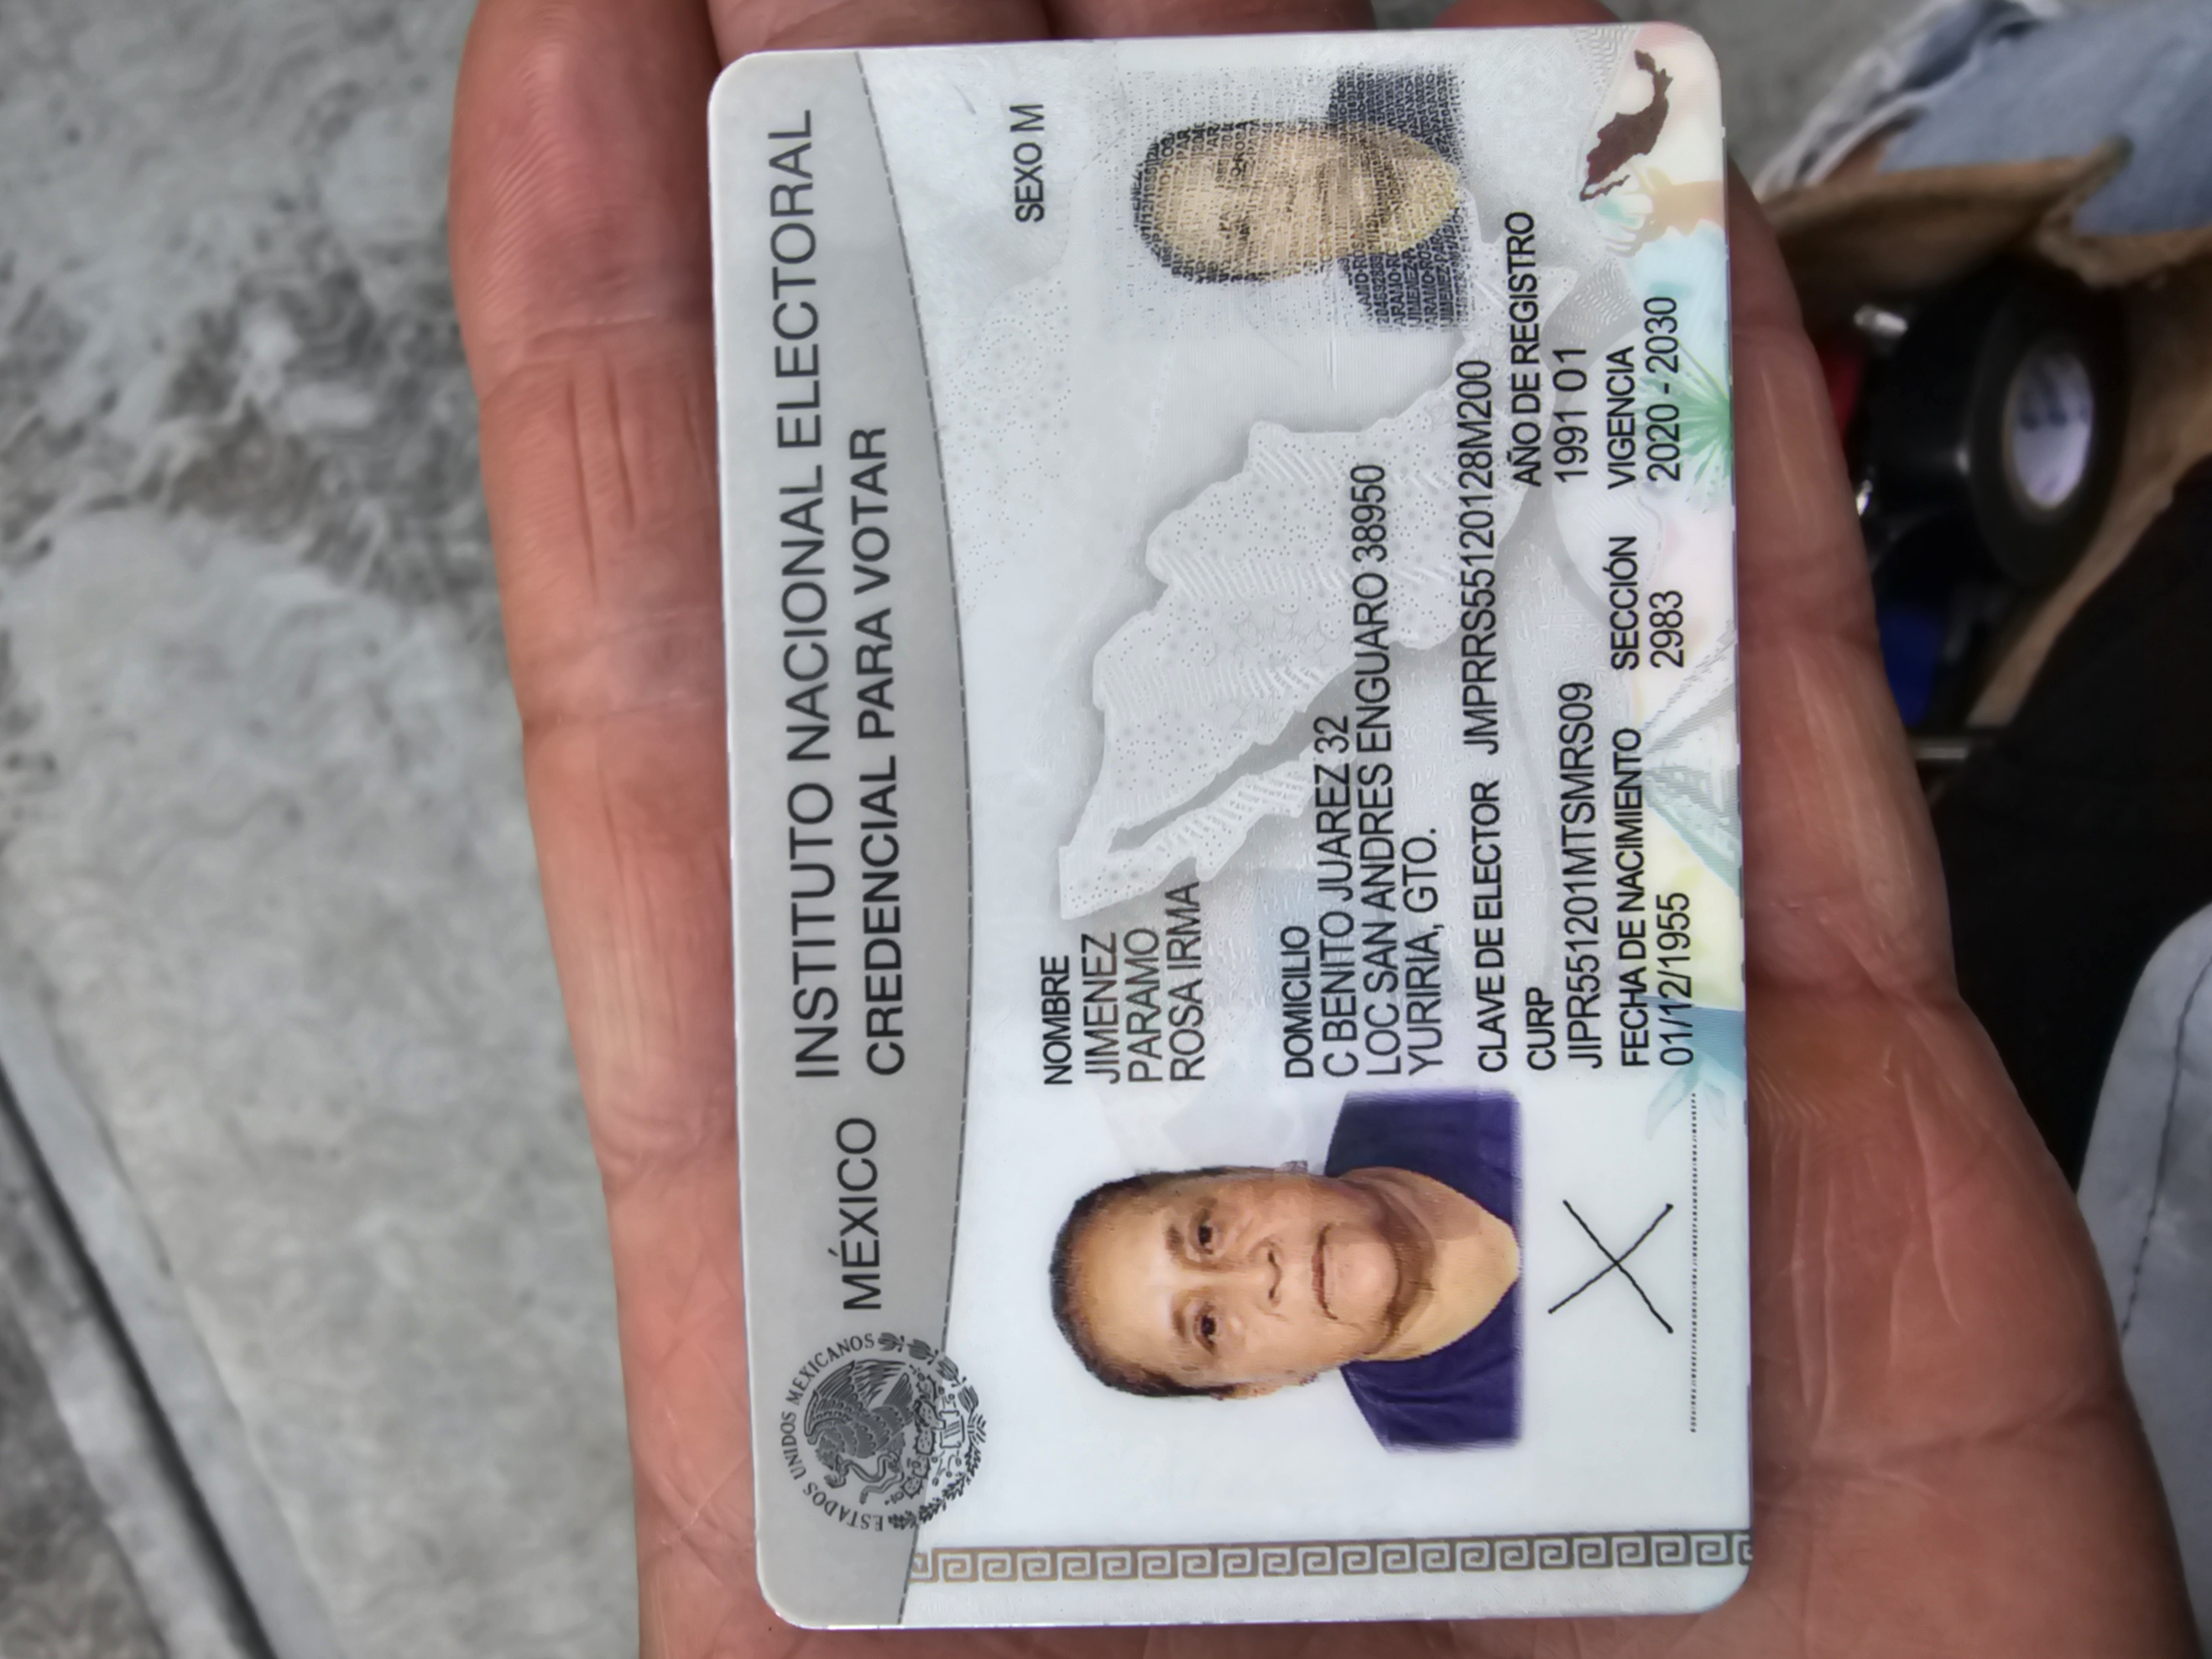 ESTADOS UNIDOS MEXICANOS
MÉXICO
INSTITUTO NACIONAL ELECTORAL
CREDENCIAL PARA VOTAR
SEXO M
NOMBRE
JIMENEZ
PARAMO
ROSA IRMA
DOMICILIO
C BENITO JUAREZ 32
LOC SAN ANDRES ENGUARO 38950
YURIRIA, GTO.
CLAVE DE ELECTOR JMPRRS55120128M200
CURP
JIPR551201MTSMRS09
AÑO DE REGISTRO
1991 01
FECHA DE NACIMIENTO
01/12/1955
SECCIÓN
2983
VIGENCIA
2020 - 2030